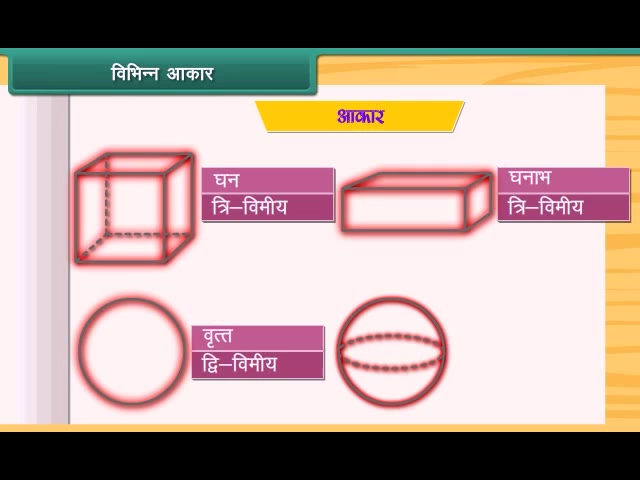 विभिन्न आकार
आकार
घन
त्रि–विमीय
घनाभ
त्रि–विमीय
वृत्त
द्वि–विमीय